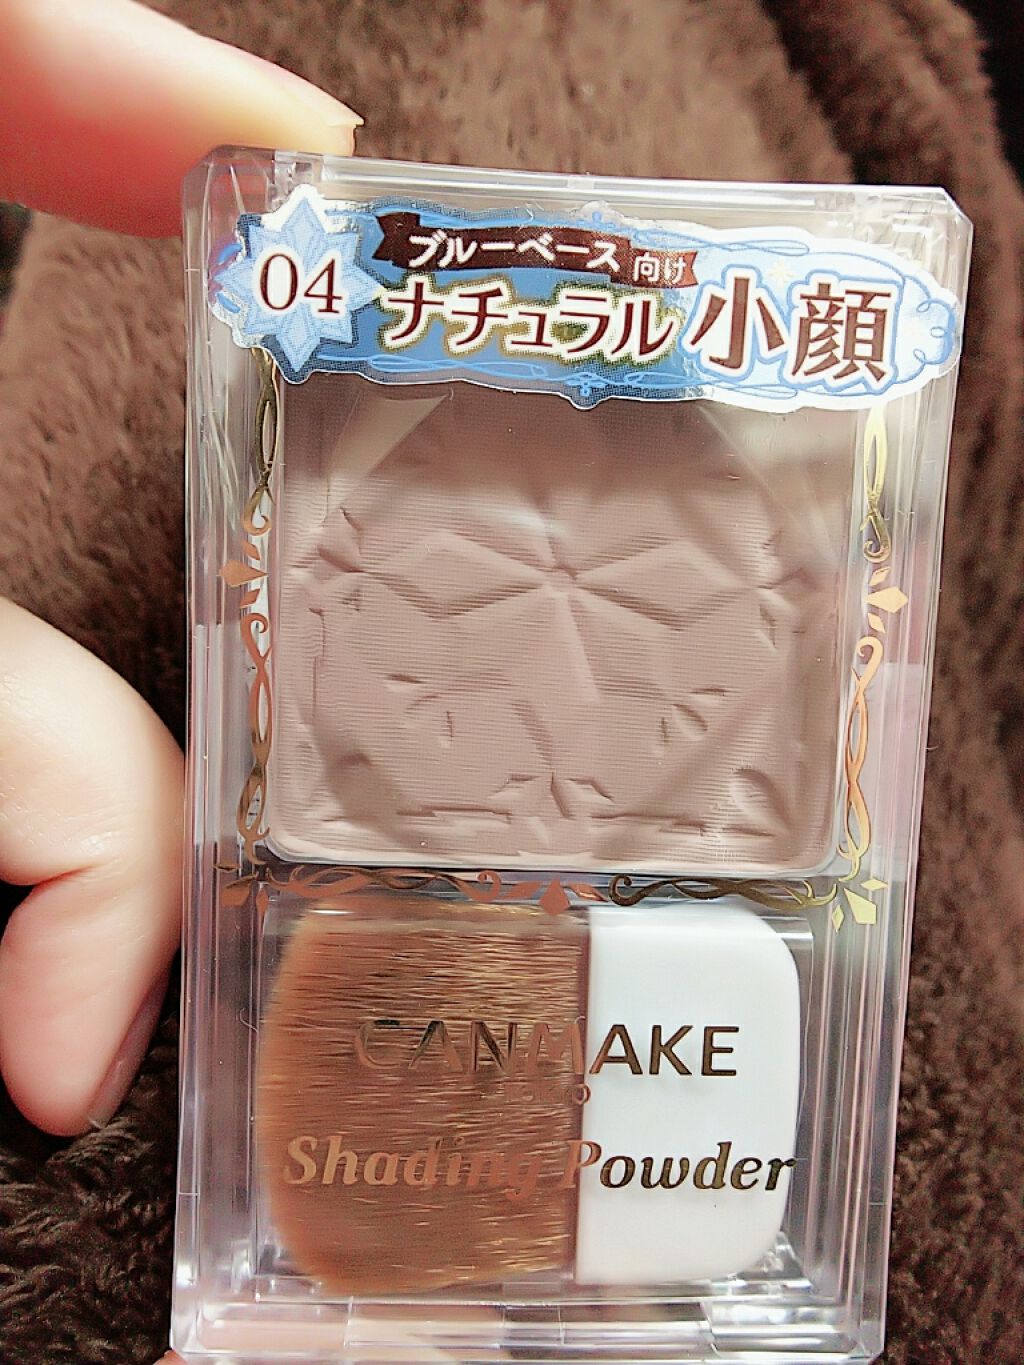 04
ブルーベース 向け
ナチュラル 小顔
CANMAKE
TOKYO
Shading Powder